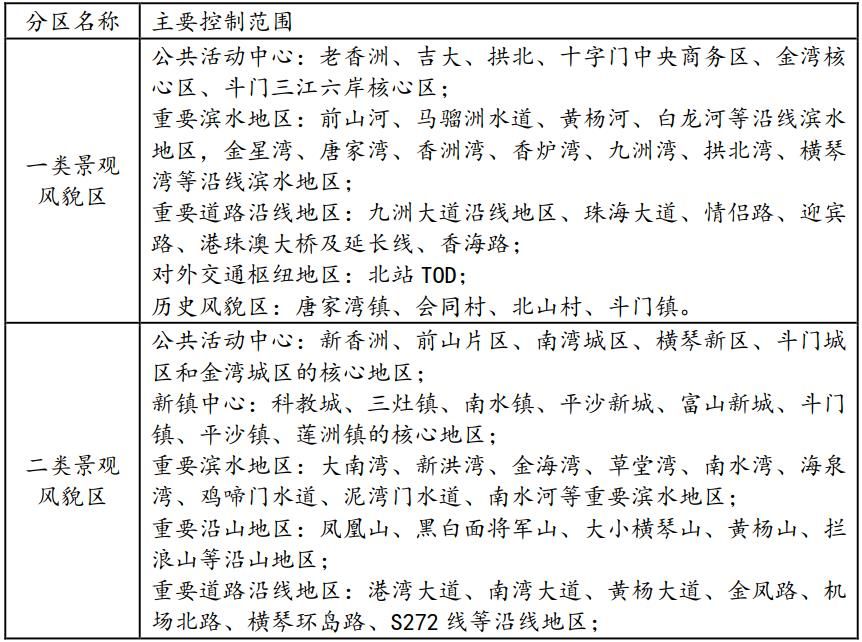 分区名称 主要控制范围
公共活动中心：老香洲、吉大、拱北、十字门中央商务区、金湾核
心区、斗门三江六岸核心区；
重要滨水地区：前山河、马骝洲水道、黄杨河、白龙河等沿线滨水
地区，金星湾、唐家湾、香洲湾、香炉湾、九洲湾、拱北湾、横琴
湾等沿线滨水地区；
一类景观
风貌区
重要道路沿线地区：九洲大道沿线地区、珠海大道、情侣路、迎宾
路、港珠澳大桥及延长线、香海路；
对外交通枢纽地区：北站 TOD；
历史风貌区：唐家湾镇、会同村、北山村、斗门镇。
公共活动中心：新香洲、前山片区、南湾城区、横琴新区、斗门城
区和金湾城区的核心地区；
新镇中心：科教城、三灶镇、南水镇、平沙新城、富山新城、斗门
镇、平沙镇、莲洲镇的核心地区；
二类景观
风貌区
重要滨水地区：大南湾、新洪湾、金海湾、草堂湾、南水湾、海泉
湾、鸡啼门水道、泥湾门水道、南水河等重要滨水地区；
重要沿山地区：凤凰山、黑白面将军山、大小横琴山、黄杨山、拦
浪山等沿山地区；
重要道路沿线地区：港湾大道、南湾大道、黄杨大道、金凤路、机
场北路、横琴环岛路、S272 线等沿线地区；